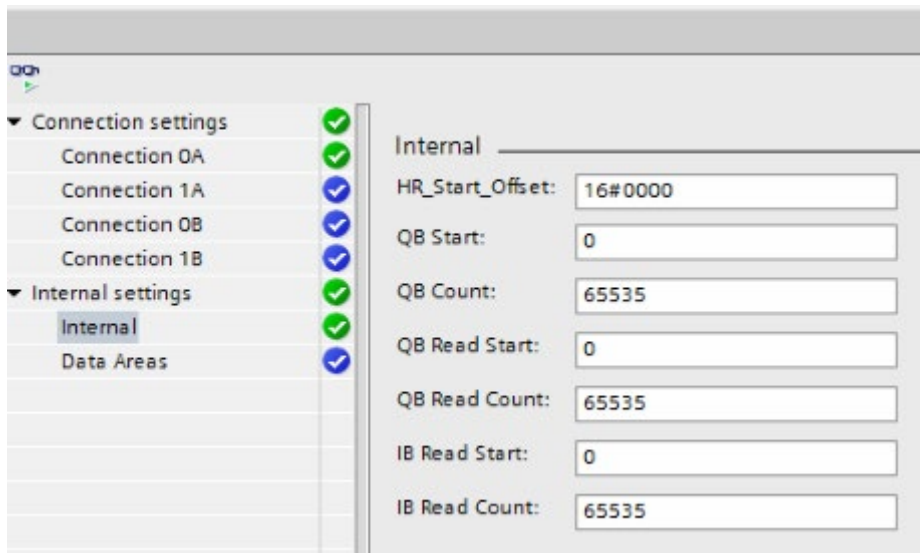 Connection settings
Connection 0A
Connection 1A
Connection 0B
Connection 1B
Internal settings
Internal
Data Areas
Internal
HR_Start_Offset: 16#0000
QB Start: 0
QB Count: 65535
QB Read Start: 0
QB Read Count: 65535
IB Read Start: 0
IB Read Count: 65535